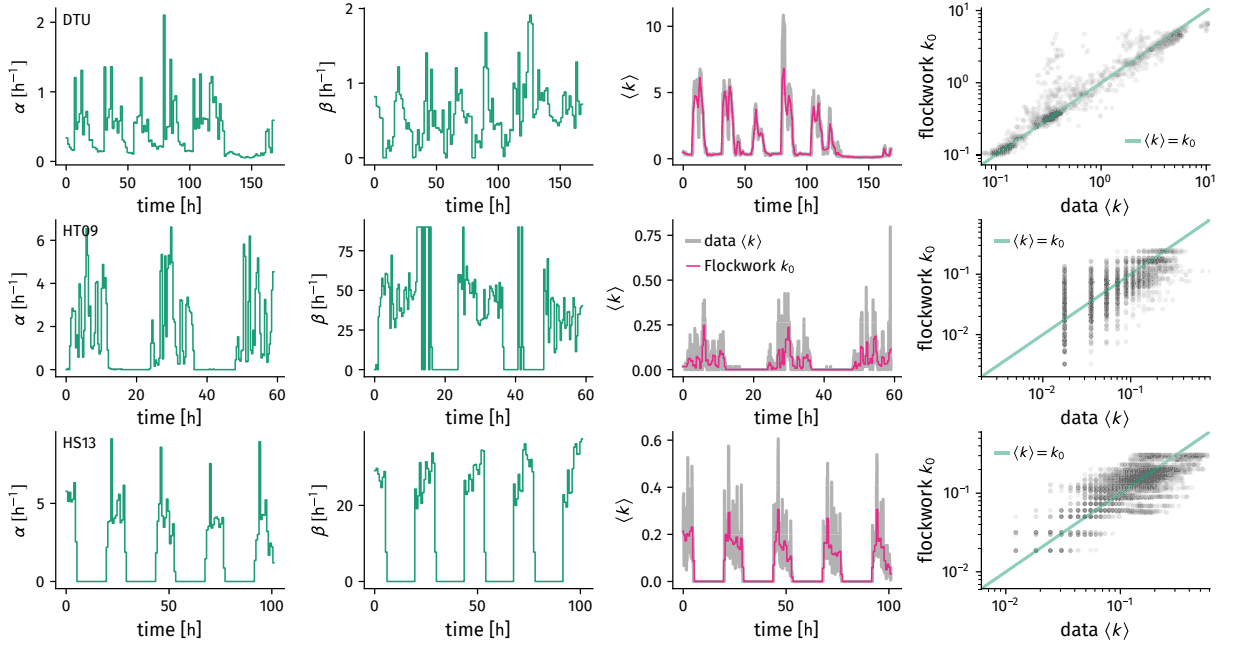 DTU
α [h⁻¹]
2
1
0
0
50
100
150
time [h]
β [h⁻¹]
2
1
0
0
50
100
150
time [h]
⟨k⟩
10
5
0
0
50
100
150
time [h]
flockwork k₀
10¹
10⁰
10⁻¹
⟨k⟩ = k₀
10⁻¹
10⁰
10¹
data ⟨k⟩
HT09
α [h⁻¹]
6
4
2
0
0
20
40
60
time [h]
β [h⁻¹]
75
50
25
0
0
20
40
60
time [h]
⟨k⟩
0.75
0.50
0.25
0.00
data ⟨k⟩
Flockwork k₀
0
20
40
60
time [h]
flockwork k₀
10⁻¹
10⁻²
⟨k⟩ = k₀
10⁻²
10⁻¹
data ⟨k⟩
HS13
α [h⁻¹]
5
0
0
50
100
time [h]
β [h⁻¹]
20
0
0
50
100
time [h]
⟨k⟩
0.6
0.4
0.2
0.0
0
50
100
time [h]
flockwork k₀
10⁻¹
10⁻²
⟨k⟩ = k₀
10⁻²
10⁻¹
data ⟨k⟩